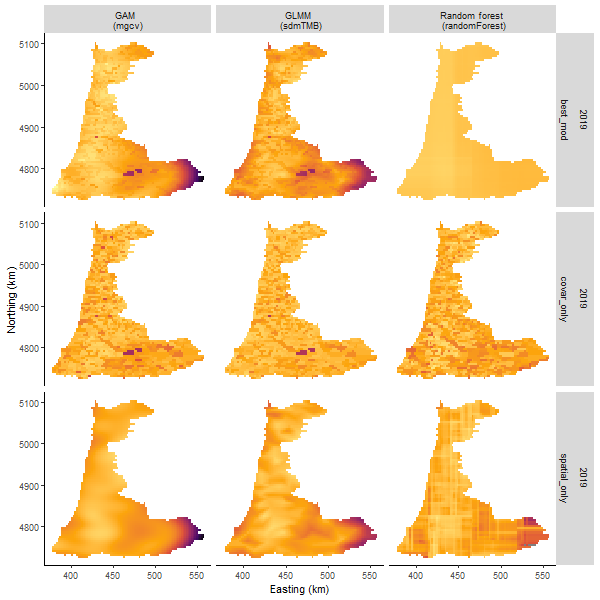 GAM
(mgcv)
GLMM
(sdmTMB)
Random forest
(randomForest)
5100
5000
4900
4800
2019
best_mod
5100
5000
4900
4800
2019
cover_only
5100
5000
4900
4800
2019
spatial_only
Northing (km)
400
450
500
550
400
450
500
550
400
450
500
550
Easting (km)